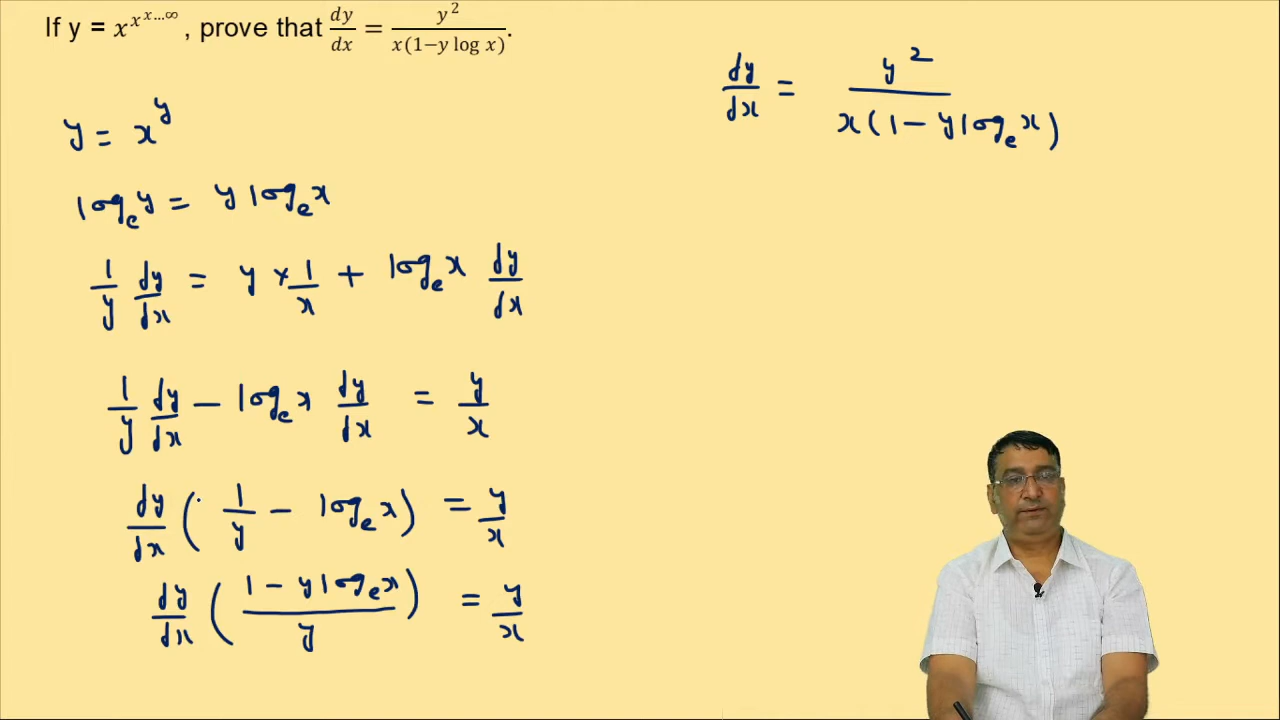 If y = x^{x^{x...∞}}, prove that dy/dx = y²/x(1−y log x).
y = x^y
log_e y = y log_e x
1/y dy/dx = y × 1/x + log_e x dy/dx
1/y dy/dx − log_e x dy/dx = y/x
dy/dx ( 1/y − log_e x ) = y/x
dy/dx ( (1 − y log_e x)/y ) = y/x
dy/dx = y²/x(1 − y log_e x)